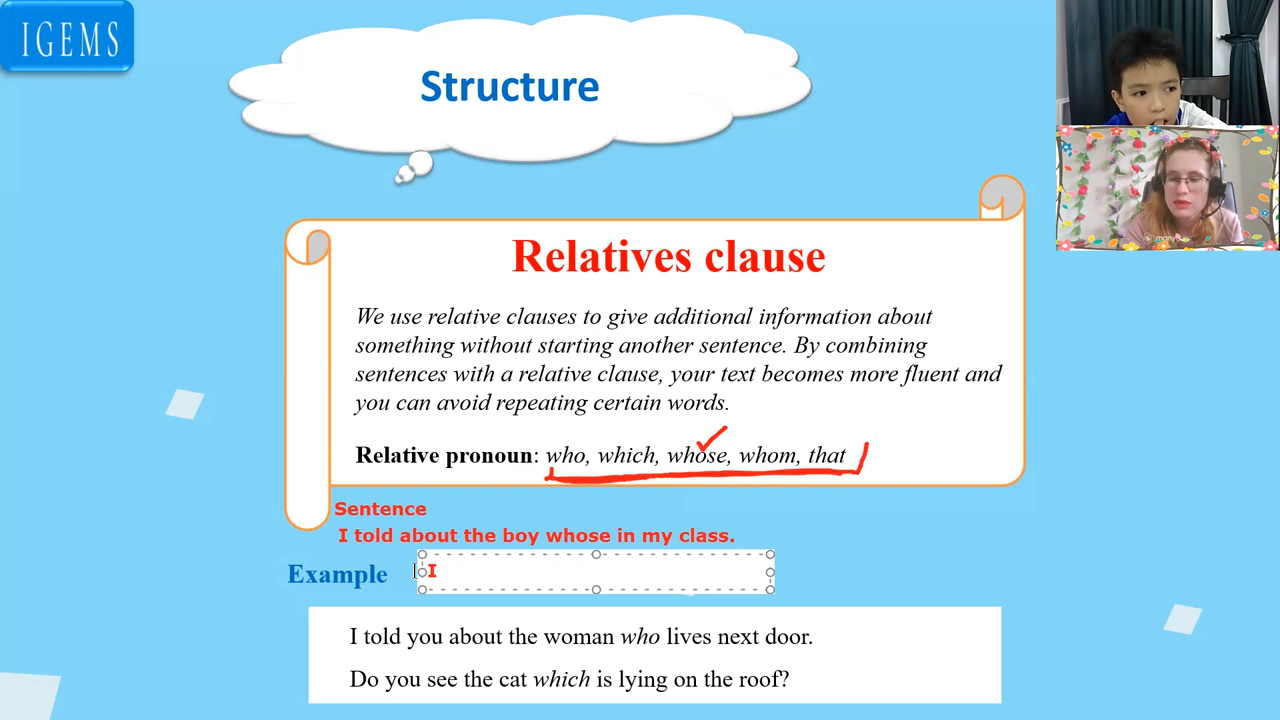 IGEMS
Structure
Relatives clause
We use relative clauses to give additional information about
something without starting another sentence. By combining
sentences with a relative clause, your text becomes more fluent and
you can avoid repeating certain words.
Relative pronoun: who, which, whose, whom, that
Sentence
I told about the boy whose in my class.
Example
I
I told you about the woman who lives next door.
Do you see the cat which is lying on the roof?